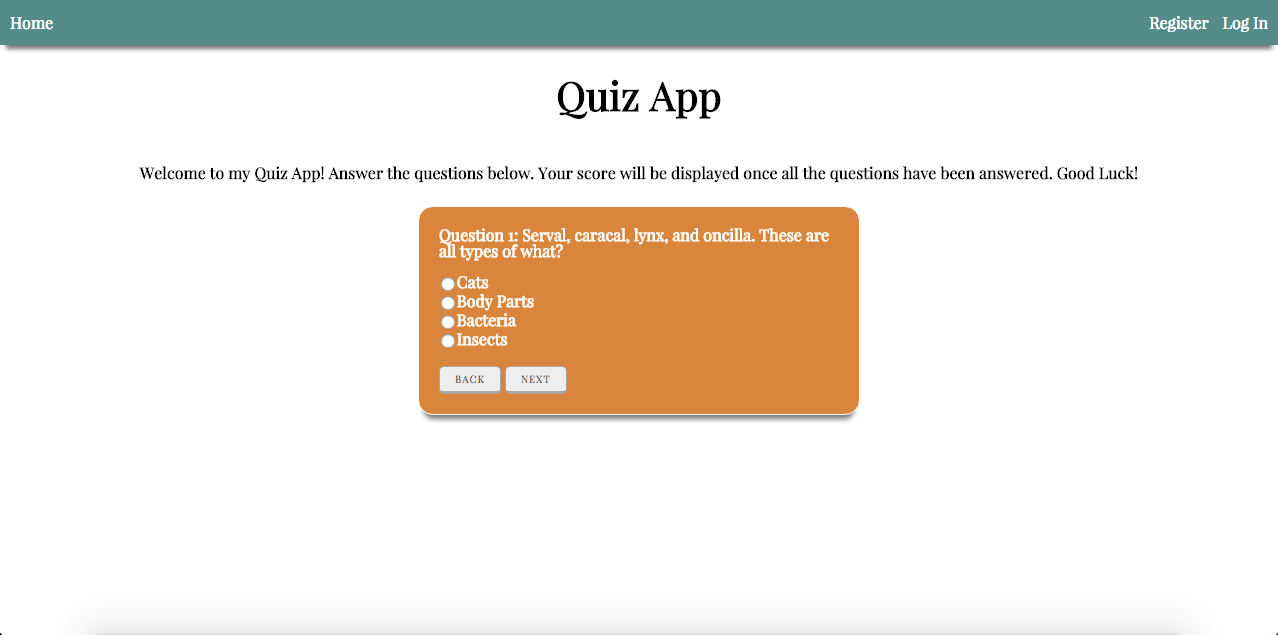 Home
Register Log In
Quiz App
Welcome to my Quiz App! Answer the questions below. Your score will be displayed once all the questions have been answered. Good Luck!
Question 1: Serval, caracal, lynx, and oncilla. These are
all types of what?
Cats
Body Parts
Bacteria
Insects
BACK NEXT